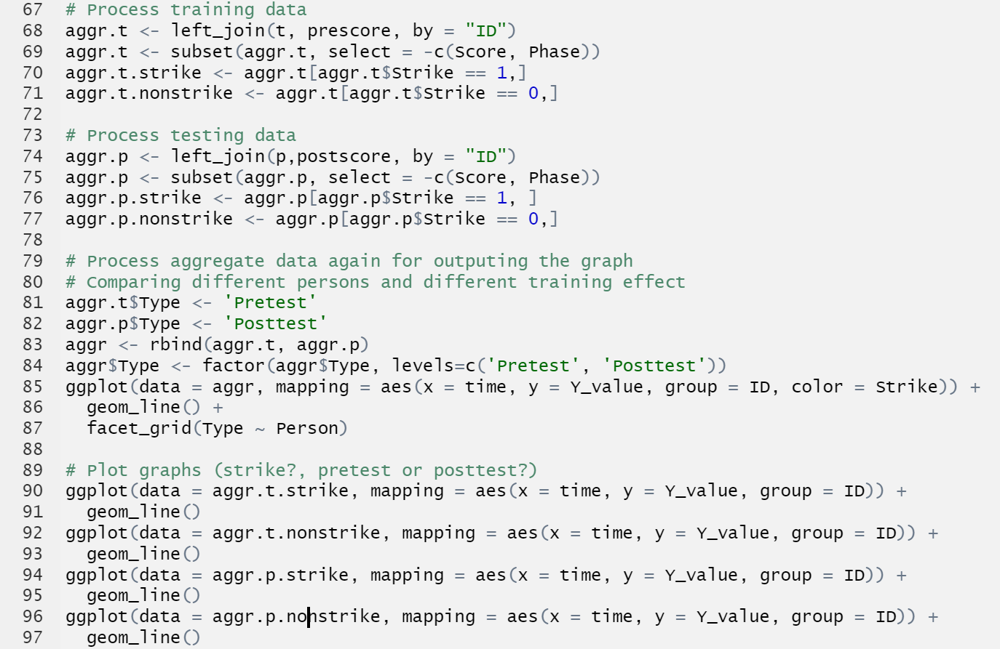 67 # Process training data
68 aggr.t <- left_join(t, prescore, by = "ID")
69 aggr.t <- subset(aggr.t, select = -c(Score, Phase))
70 aggr.t.strike <- aggr.t[aggr.t$Strike == 1,]
71 aggr.t.nonstrike <- aggr.t[aggr.t$Strike == 0,]
72
73 # Process testing data
74 aggr.p <- left_join(p,postscore, by = "ID")
75 aggr.p <- subset(aggr.p, select = -c(Score, Phase))
76 aggr.p.strike <- aggr.p[aggr.p$Strike == 1, ]
77 aggr.p.nonstrike <- aggr.p[aggr.p$Strike == 0,]
78
79 # Process aggregate data again for outputing the graph
80 # Comparing different persons and different training effect
81 aggr.t$Type <- 'Pretest'
82 aggr.p$Type <- 'Posttest'
83 aggr <- rbind(aggr.t, aggr.p)
84 aggr$Type <- factor(aggr$Type, levels=c('Pretest', 'Posttest'))
85 ggplot(data = aggr, mapping = aes(x = time, y = Y_value, group = ID, color = Strike)) +
86   geom_line() +
87   facet_grid(Type ~ Person)
88
89 # Plot graphs (strike?, pretest or posttest?)
90 ggplot(data = aggr.t.strike, mapping = aes(x = time, y = Y_value, group = ID)) +
91   geom_line()
92 ggplot(data = aggr.t.nonstrike, mapping = aes(x = time, y = Y_value, group = ID)) +
93   geom_line()
94 ggplot(data = aggr.p.strike, mapping = aes(x = time, y = Y_value, group = ID)) +
95   geom_line()
96 ggplot(data = aggr.p.nonstrike, mapping = aes(x = time, y = Y_value, group = ID)) +
97   geom_line()